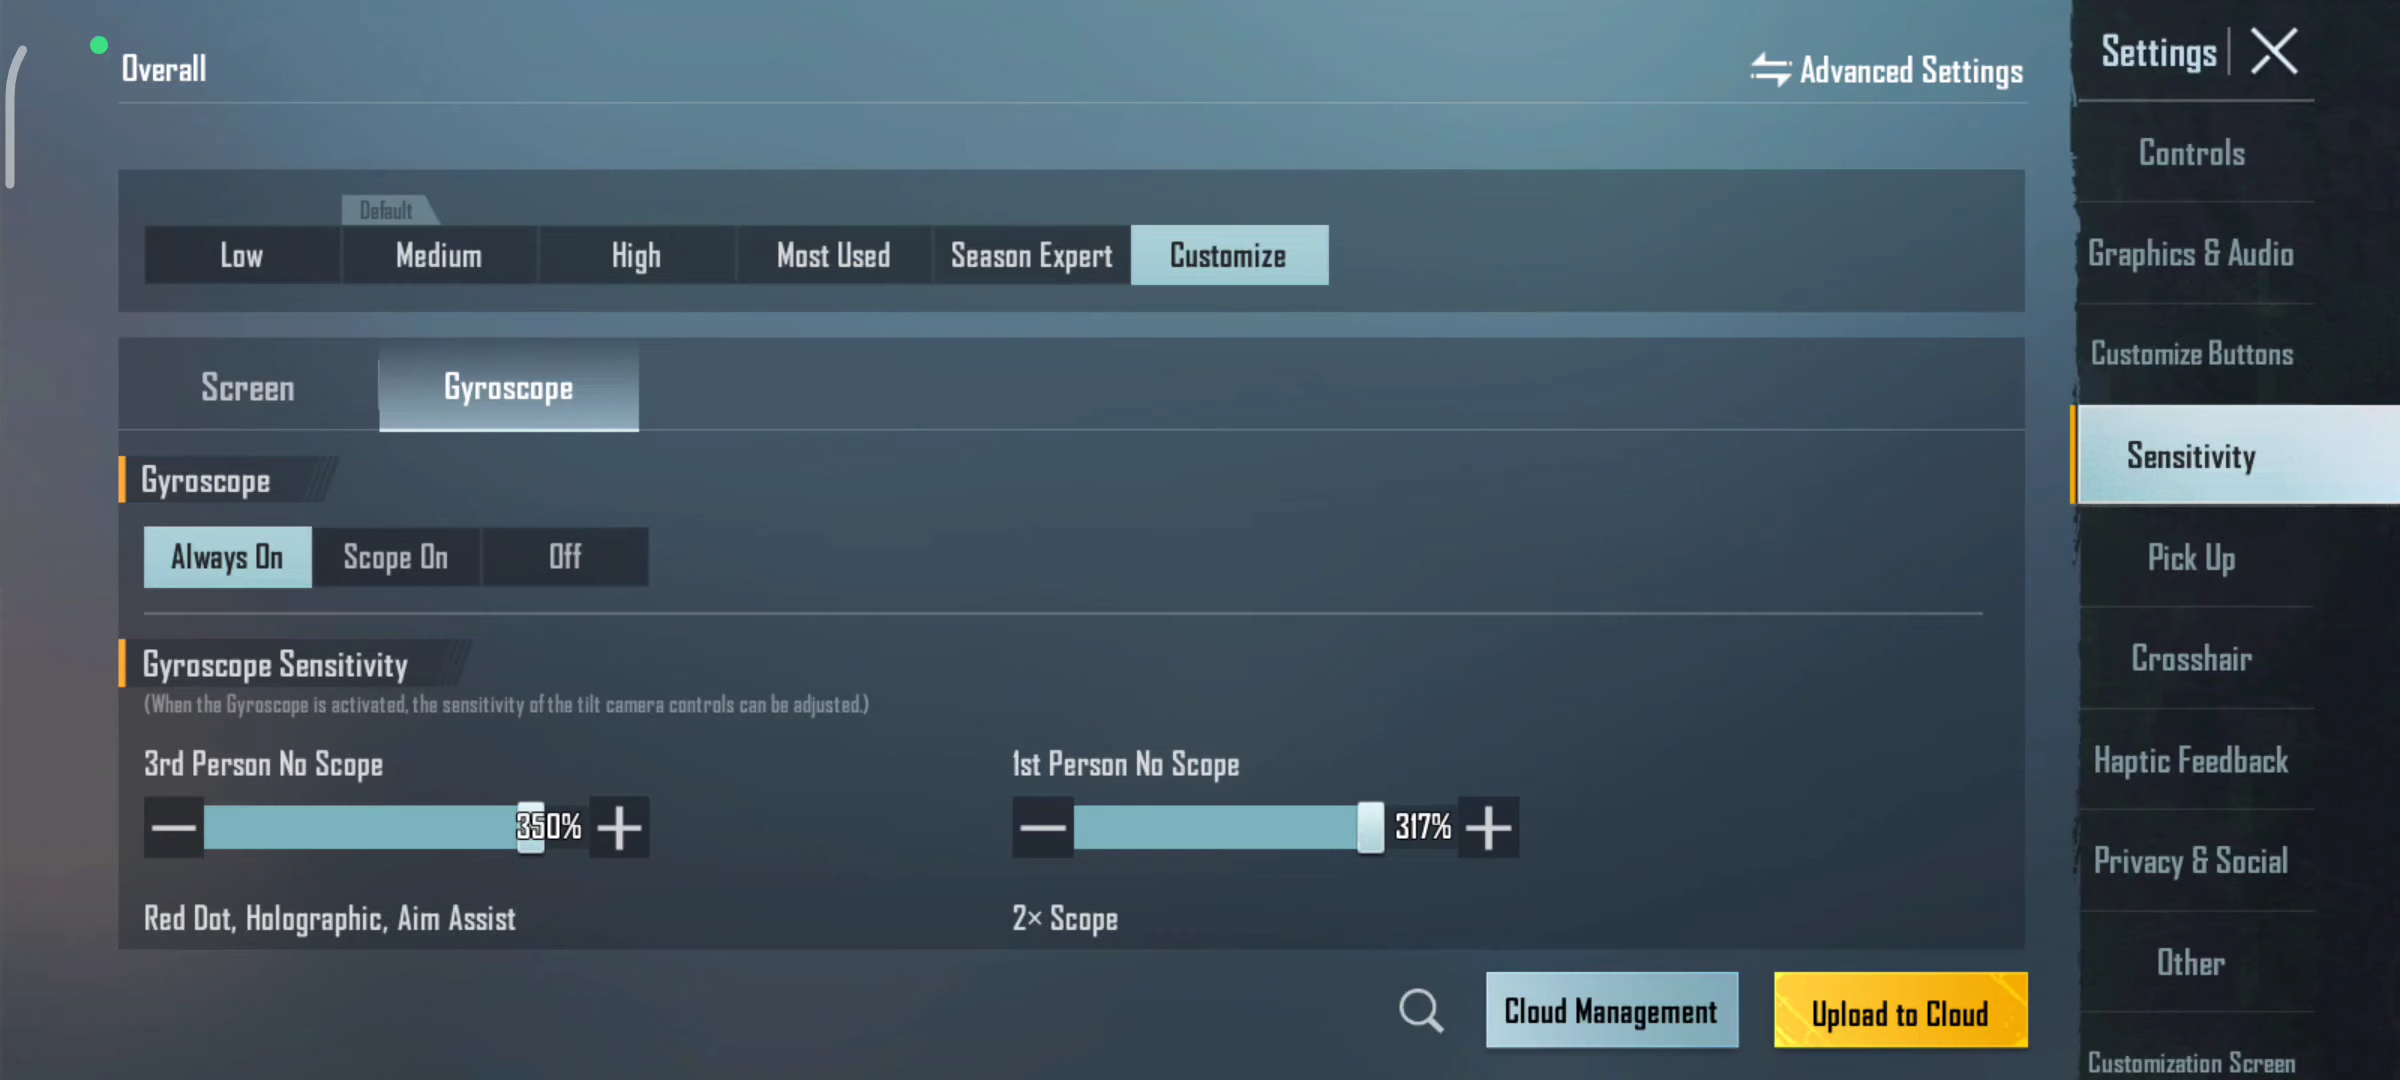 Overall
Advanced Settings
Default
Low
Medium
High
Most Used
Season Expert
Customize
Screen
Gyroscope
Gyroscope
Always On
Scope On
Off
Gyroscope Sensitivity
(When the Gyroscope is activated, the sensitivity of the tilt camera controls can be adjusted.)
3rd Person No Scope
350%
1st Person No Scope
317%
Red Dot, Holographic, Aim Assist
2× Scope
Cloud Management
Upload to Cloud
Settings
Controls
Graphics & Audio
Customize Buttons
Sensitivity
Pick Up
Crosshair
Haptic Feedback
Privacy & Social
Other
Customization Screen